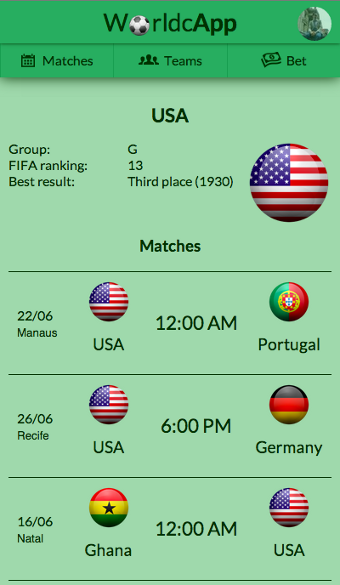 WorldcApp
Matches Teams Bet
USA
Group: G
FIFA ranking: 13
Best result: Third place (1930)
Matches
22/06
Manaus
USA
12:00 AM
Portugal
26/06
Recife
USA
6:00 PM
Germany
16/06
Natal
Ghana
12:00 AM
USA